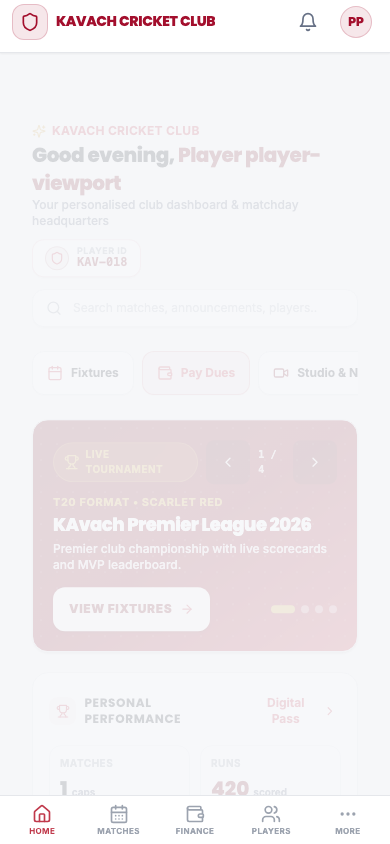 KAVACH CRICKET CLUB
PP
KAVACH CRICKET CLUB
Good evening, Player player-
viewport
Your personalised club dashboard & matchday
headquarters
PLAYER ID
KAV-018
Search matches, announcements, players...
Fixtures
Pay Dues
Studio & N
LIVE
TOURNAMENT
1 /
4
T20 FORMAT • SCARLET RED
KAvach Premier League 2026
Premier club championship with live scorecards
and MVP leaderboard.
VIEW FIXTURES →
PERSONAL
PERFORMANCE
Digital
Pass
MATCHES
1 caps
RUNS
420 scored
HOME
MATCHES
FINANCE
PLAYERS
MORE